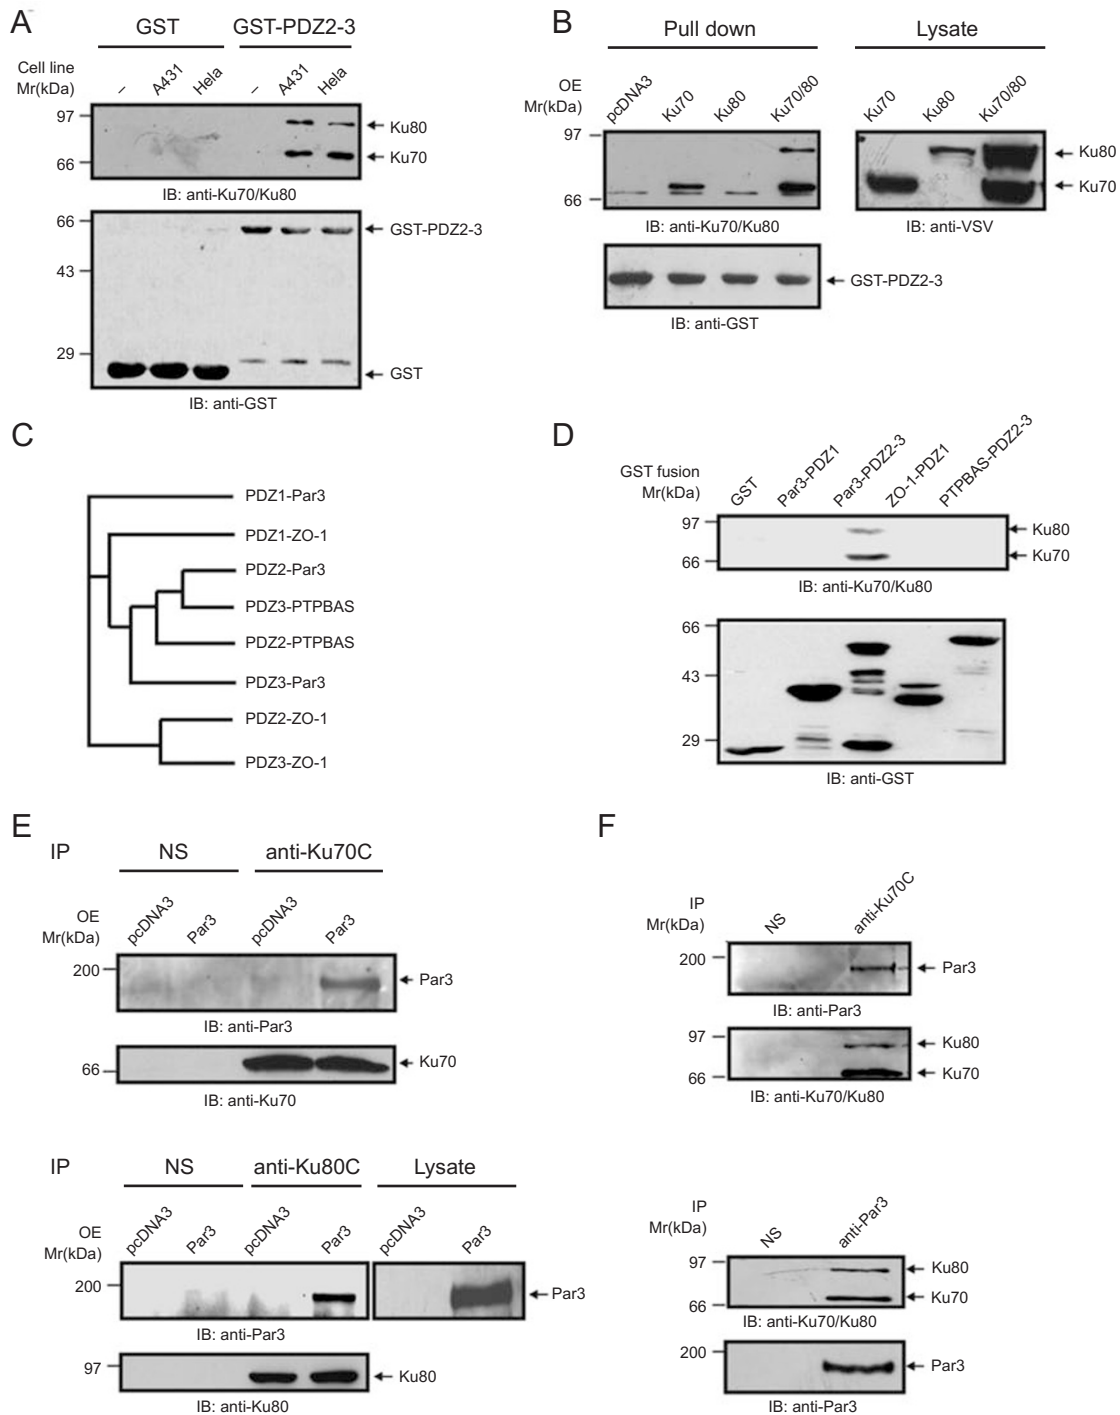 A
GST
GST-PDZ2-3
Cell line
Mr(kDa)
–
A431
Hela
–
A431
Hela
97
66
Ku80
Ku70
IB: anti-Ku70/Ku80
66
43
29
GST-PDZ2-3
GST
IB: anti-GST
B
Pull down
Lysate
OE
Mr(kDa)
pcDNA3
Ku70
Ku80
Ku70/80
Ku70
Ku80
Ku70/80
97
66
Ku80
Ku70
IB: anti-Ku70/Ku80
IB: anti-VSV
GST-PDZ2-3
IB: anti-GST
C
PDZ1-Par3
PDZ1-ZO-1
PDZ2-Par3
PDZ3-PTPBAS
PDZ2-PTPBAS
PDZ3-Par3
PDZ2-ZO-1
PDZ3-ZO-1
D
GST fusion
Mr(kDa)
GST
Par3-PDZ1
Par3-PDZ2-3
ZO-1-PDZ1
PTPBAS-PDZ2-3
97
66
Ku80
Ku70
IB: anti-Ku70/Ku80
66
43
29
IB: anti-GST
E
IP
NS
anti-Ku70C
OE
Mr(kDa)
pcDNA3
Par3
pcDNA3
Par3
200
Par3
IB: anti-Par3
66
Ku70
IB: anti-Ku70
IP
NS
anti-Ku80C
Lysate
OE
Mr(kDa)
pcDNA3
Par3
pcDNA3
Par3
pcDNA3
Par3
200
Par3
IB: anti-Par3
97
Ku80
IB: anti-Ku80
F
IP
Mr(kDa)
NS
anti-Ku70C
200
Par3
IB: anti-Par3
97
66
Ku80
Ku70
IB: anti-Ku70/Ku80
IP
Mr(kDa)
NS
anti-Par3
97
66
Ku80
Ku70
IB: anti-Ku70/Ku80
200
Par3
IB: anti-Par3